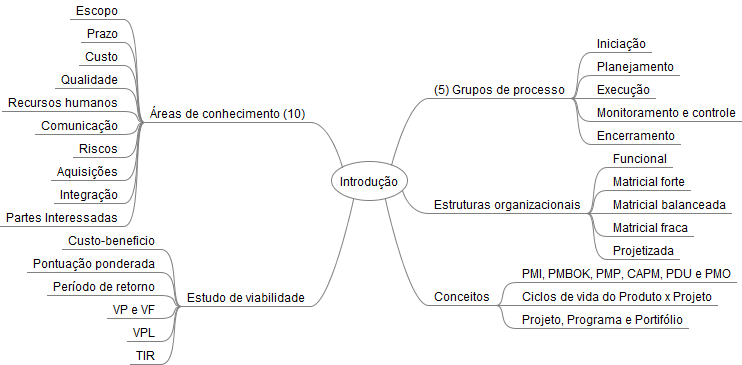 Introdução
Áreas de conhecimento (10)
Escopo
Prazo
Custo
Qualidade
Recursos humanos
Comunicação
Riscos
Aquisições
Integração
Partes Interessadas
Estudo de viabilidade
Custo-beneficio
Pontuação ponderada
Período de retorno
VP e VF
VPL
TIR
(5) Grupos de processo
Iniciação
Planejamento
Execução
Monitoramento e controle
Encerramento
Estruturas organizacionais
Funcional
Matricial forte
Matricial balanceada
Matricial fraca
Projetizada
Conceitos
PMI, PMBOK, PMP, CAPM, PDU e PMO
Ciclos de vida do Produto x Projeto
Projeto, Programa e Portifólio